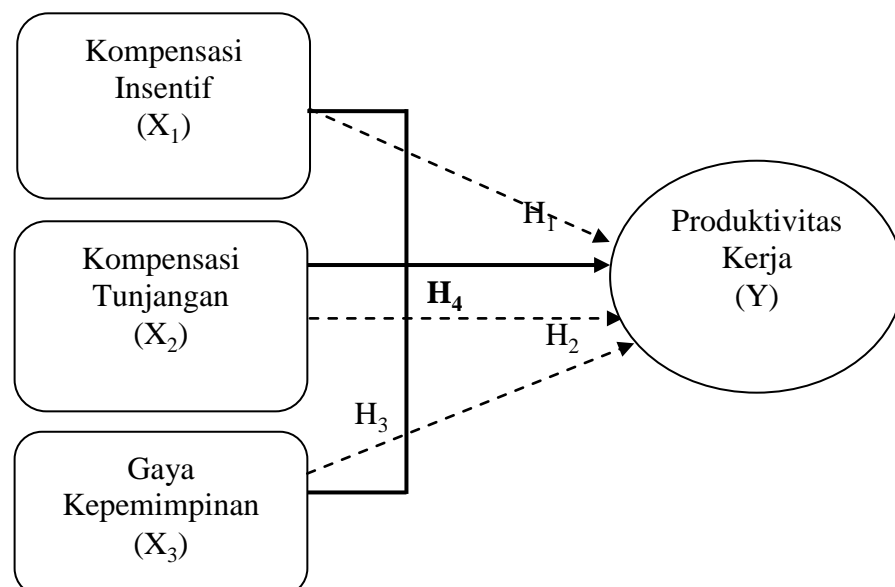 Kompensasi
Insentif
(X₁)
H₁
Produktivitas
Kerja
(Y)
Kompensasi
Tunjangan
(X₂)
H₄
H₂
H₃
Gaya
Kepemimpinan
(X₃)